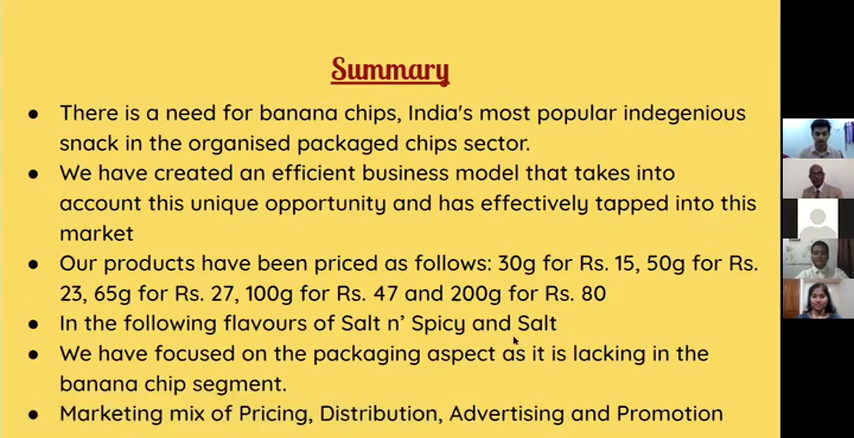 Summary
● There is a need for banana chips, India's most popular indegenious
snack in the organised packaged chips sector.
● We have created an efficient business model that takes into
account this unique opportunity and has effectively tapped into this
market
● Our products have been priced as follows: 30g for Rs. 15, 50g for Rs.
23, 65g for Rs. 27, 100g for Rs. 47 and 200g for Rs. 80
● In the following flavours of Salt n’ Spicy and Salt
● We have focused on the packaging aspect as it is lacking in the
banana chip segment.
● Marketing mix of Pricing, Distribution, Advertising and Promotion